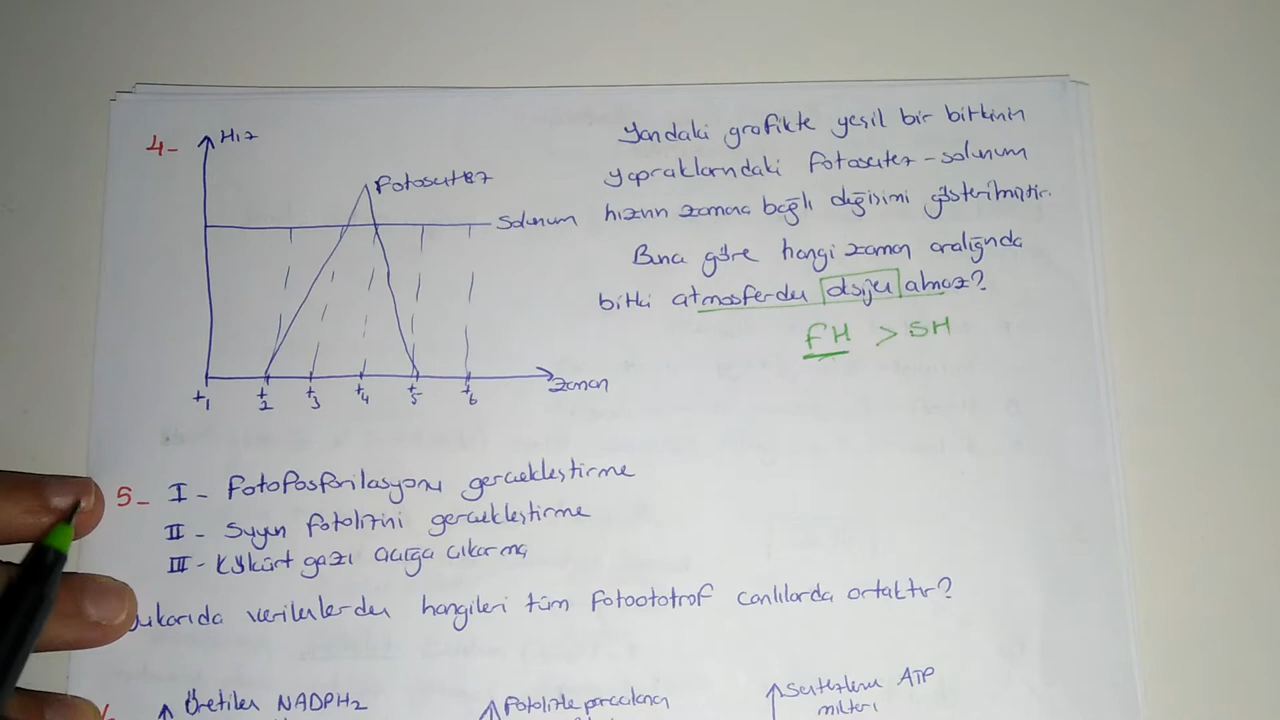 4-
Hız
Fotosentez
Solunum
t1 t2 t3 t4 t5 t6 zaman
Yandaki grafikte yeşil bir bitkinin
yapraklarındaki fotosentez-solunum
hızının zamana bağlı değişimi gösterilmiştir.
Buna göre hangi zaman aralığında
bitki atmosferden oksijen almaz?
FH > SH
5- I- Fotofosforilasyonu gerçekleştirme
II- Suyun fotolizini gerçekleştirme
III- Kükürt gazı açığa çıkarma
yukarıda verilenlerden hangileri tüm fotoototrof canlılarda ortaktır?
Üretilen NADPH2
Fotolizle parçalanan
Sentezlenen ATP
miktarı